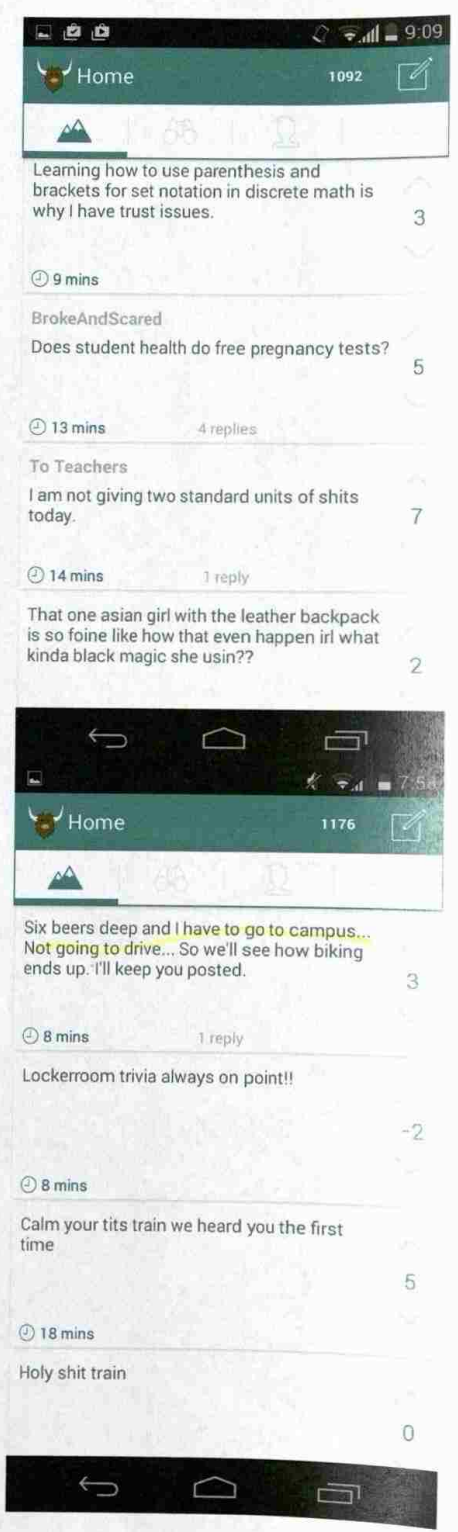 9:09
Home 1092
Learning how to use parenthesis and
brackets for set notation in discrete math is
why I have trust issues.
3
9 mins
BrokeAndScared
Does student health do free pregnancy tests?
5
13 mins 4 replies
To Teachers
I am not giving two standard units of shits
today.
7
14 mins 1 reply
That one asian girl with the leather backpack
is so foine like how that even happen irl what
kinda black magic she usin??
2
Home 1176
Six beers deep and I have to go to campus...
Not going to drive... So we'll see how biking
ends up. I'll keep you posted.
3
8 mins 1 reply
Lockerroom trivia always on point!!
-2
8 mins
Calm your tits train we heard you the first
time
5
18 mins
Holy shit train
0